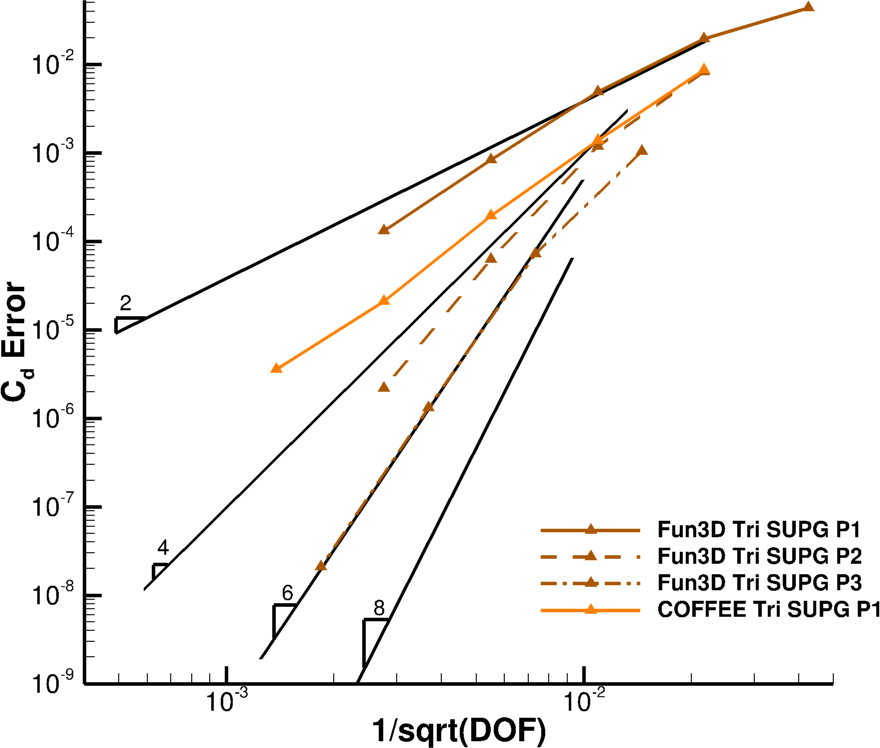 10-2
10-3
10-4
10-5
10-6
10-7
10-8
10-9
Cd Error
2
4
6
8
Fun3D Tri SUPG P1
Fun3D Tri SUPG P2
Fun3D Tri SUPG P3
COFFEE Tri SUPG P1
10-3
10-2
1/sqrt(DOF)